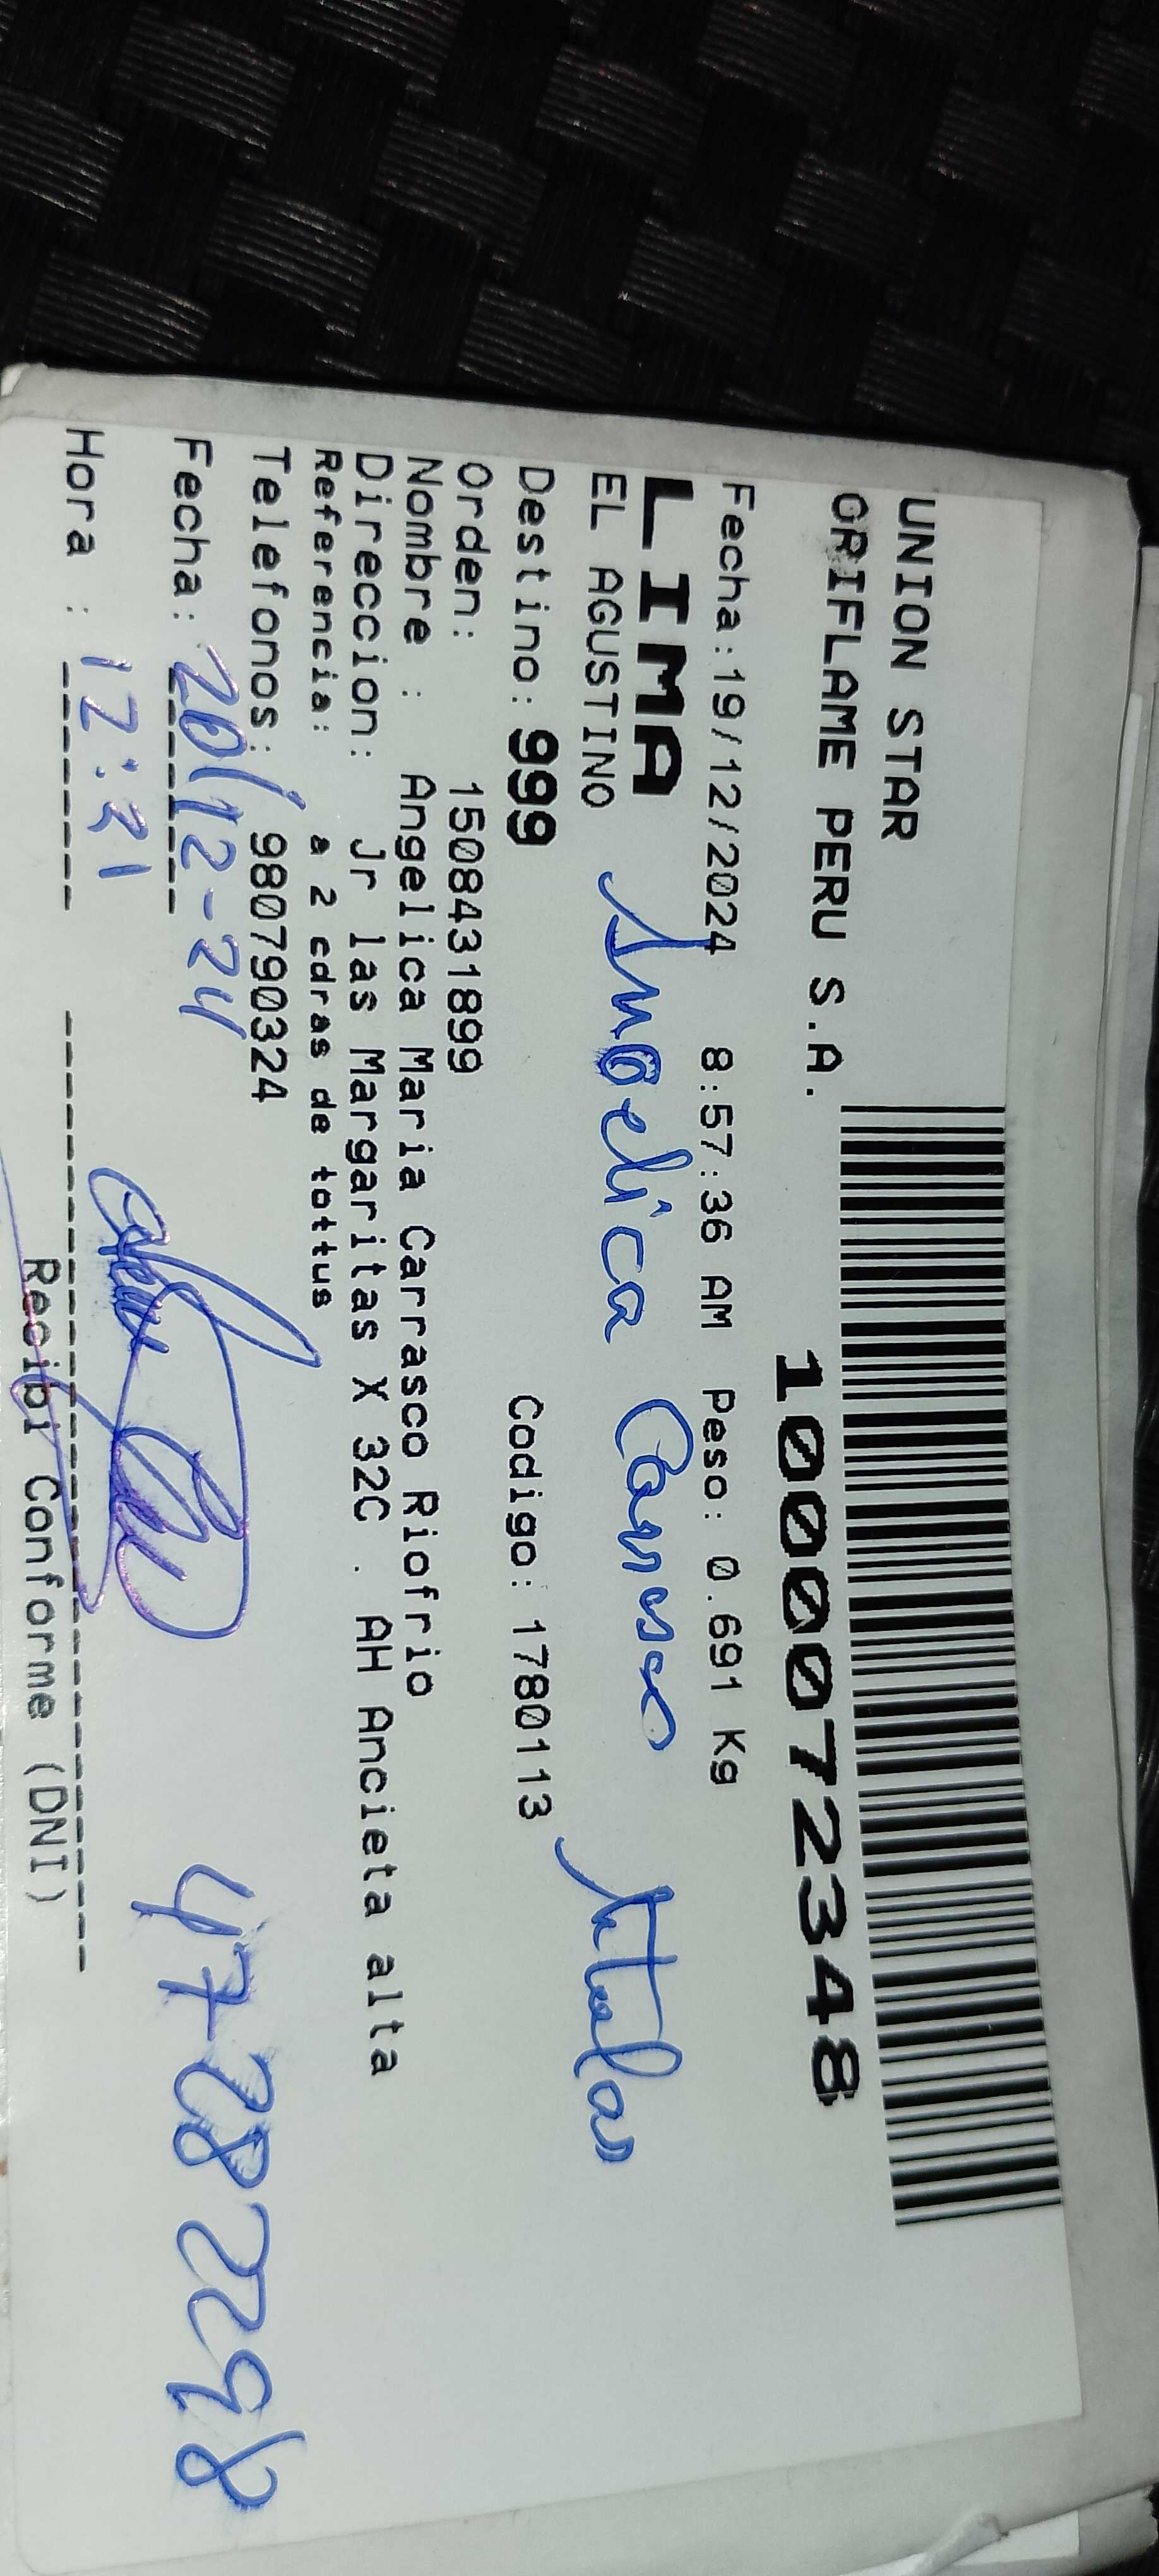 UNION STAR
ORIFLAME PERU S.A.
1000072348
Fecha:19/12/2024 8:57:36 AM Peso: 0.691 Kg
LIMA
EL AGUSTINO
Angelica Carrasco Titular
Destino: 999 Codigo: 1780113
Orden: 1508431899
Nombre : Angelica Maria Carrasco Riofrio
Direccion: Jr las Margaritas X 32C . AH Ancieta alta
Referencia: a 2 cdras de tottus
Telefonos: 980790324
Fecha: 20/12-24
47282298
Hora : 12:31
Recibi Conforme (DNI)